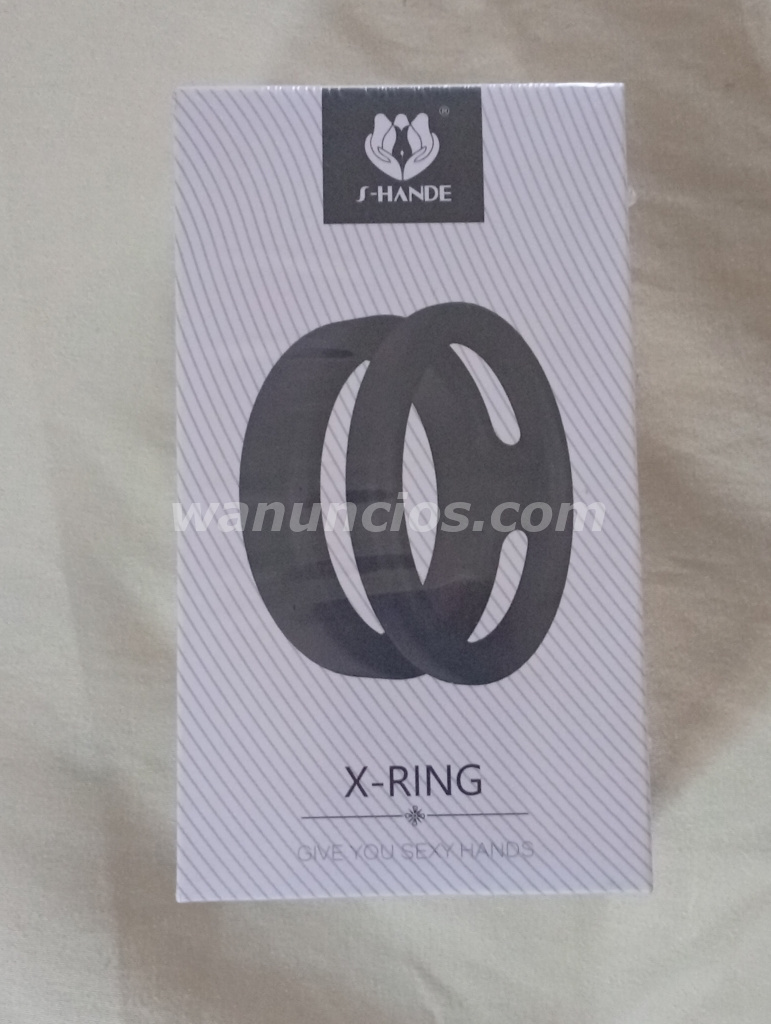 ®
S-HANDE
wanuncios.com
X-RING
GIVE YOU SEXY HANDS